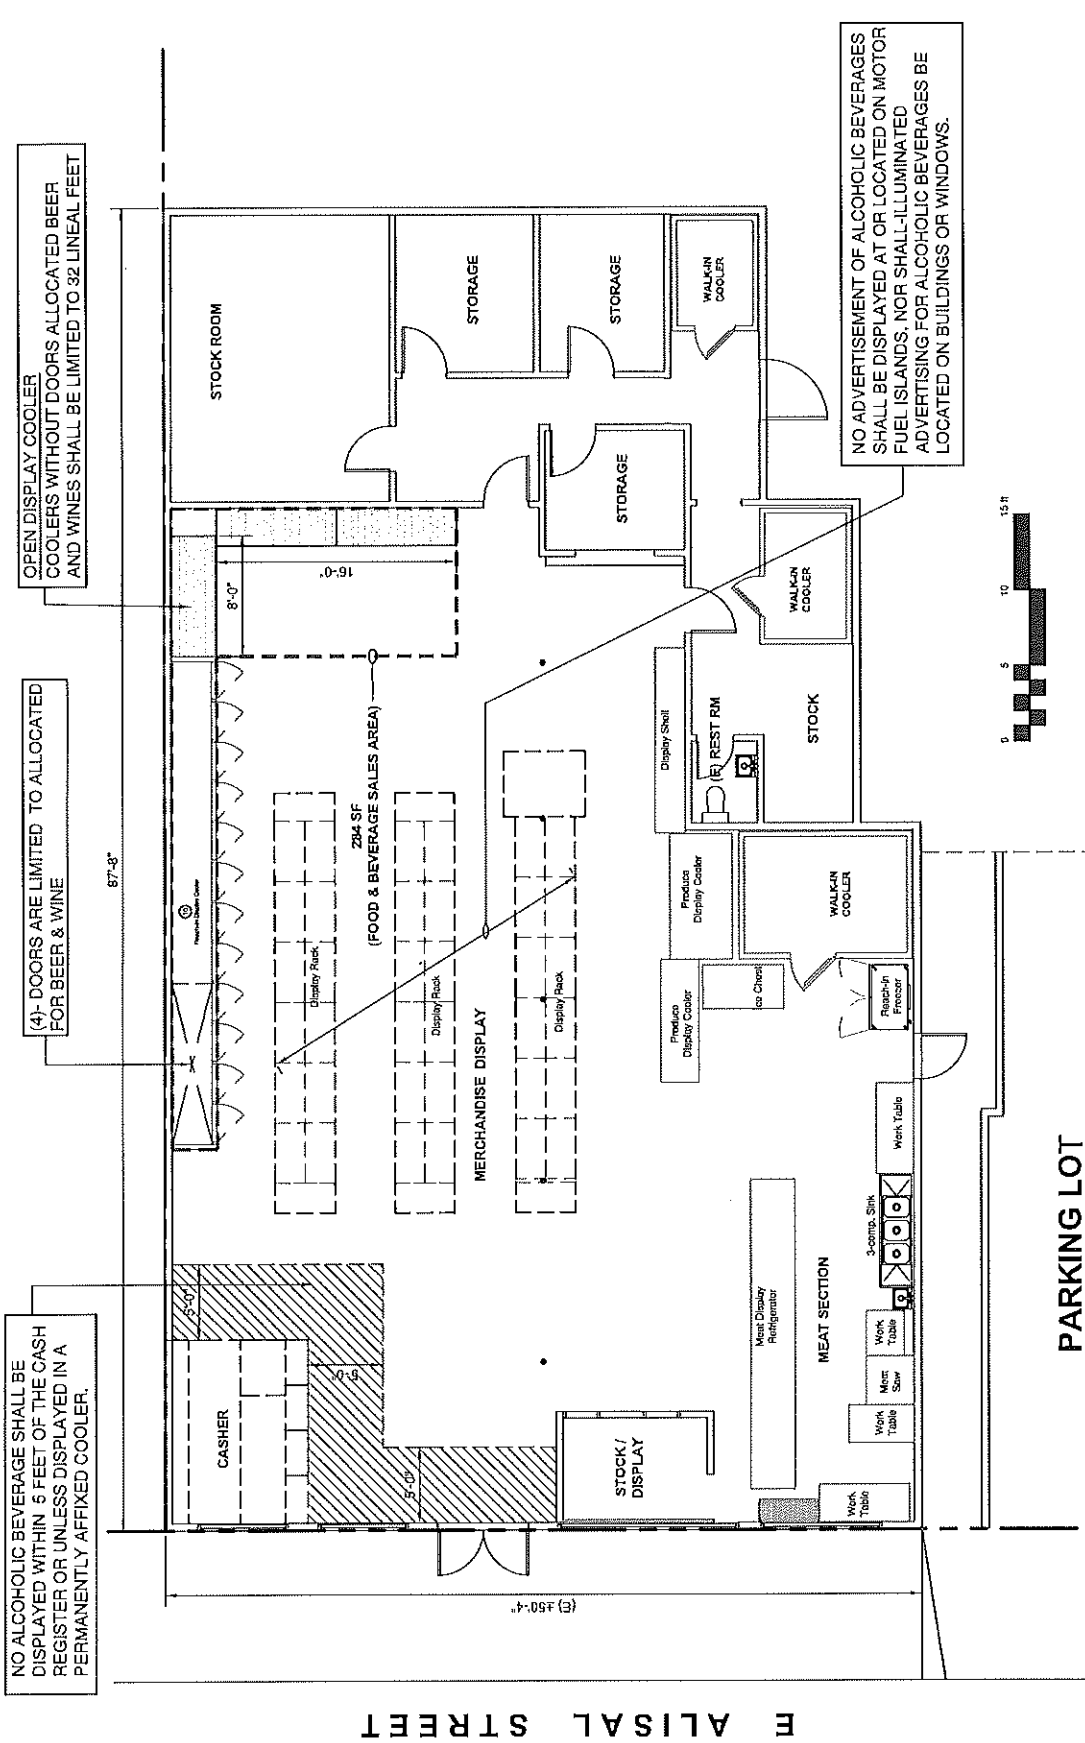 NO ALCOHOLIC BEVERAGE SHALL BE
DISPLAYED WITHIN 5 FEET OF THE CASH
REGISTER OR UNLESS DISPLAYED IN A
PERMANENTLY AFFIXED COOLER.
(4)- DOORS ARE LIMITED TO ALLOCATED
FOR BEER & WINE
OPEN DISPLAY COOLER
COOLERS WITHOUT DOORS ALLOCATED BEER
AND WINES SHALL BE LIMITED TO 32 LINEAL FEET
87'-8"
5'-0"
5'-0"
5'-0"
CASHER
8'-0"
16'-0"
STOCK ROOM
284 SF
(FOOD & BEVERAGE SALES AREA)
Display Rack
Display Rack
Display Rack
MERCHANDISE DISPLAY
STORAGE
STORAGE
STORAGE
WALK-IN
COOLER
WALK-IN
COOLER
Display Shelf
(E) REST RM
STOCK
Produce
Display Cooler
Produce
Display Cooler
Ice Chest
WALK-IN
COOLER
Reach-in
Freezer
STOCK /
DISPLAY
Meat Display
Refrigerator
MEAT SECTION
Work
Table
Work
Table
Meat
Saw
Work
Table
3-comp. Sink
Work Table
(E) ±50'-4"
NO ADVERTISEMENT OF ALCOHOLIC BEVERAGES
SHALL BE DISPLAYED AT OR LOCATED ON MOTOR
FUEL ISLANDS, NOR SHALL-ILLUMINATED
ADVERTISING FOR ALCOHOLIC BEVERAGES BE
LOCATED ON BUILDINGS OR WINDOWS.
0 5 10 15 ft
PARKING LOT
E ALISAL STREET